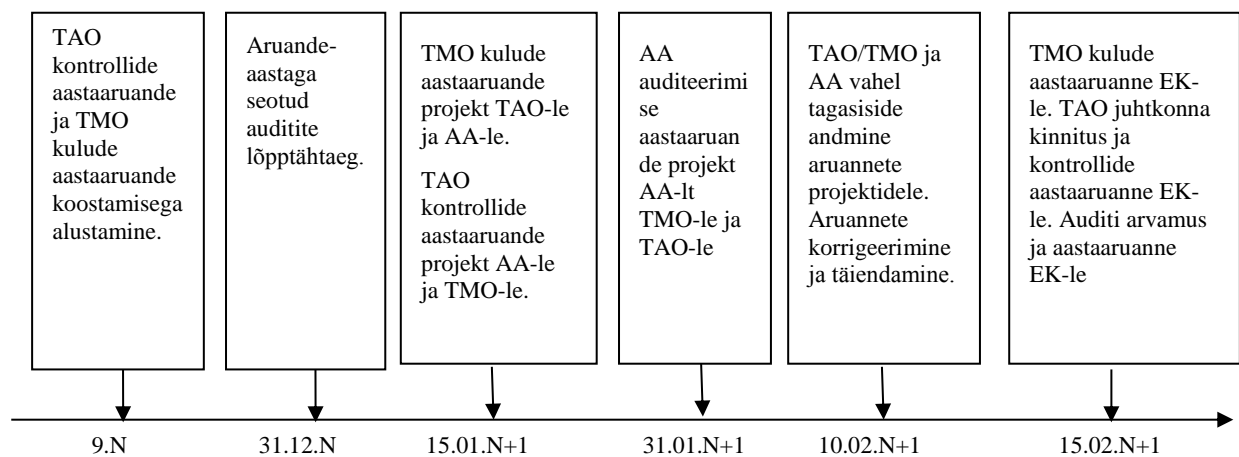 TAO
kontrollide
aastaaruande
ja TMO
kulude
aastaaruande
koostamisega
alustamine.
Aruande-
aastaga
seotud
auditite
lõpptähtaeg.
TMO kulude
aastaaruande
projekt TAO-le
ja AA-le.
TAO
kontrollide
aastaaruande
projekt AA-le
ja TMO-le.
AA
auditeerimi
se
aastaaruan
de projekt
AA-lt
TMO-le ja
TAO-le
TAO/TMO ja
AA vahel
tagasiside
andmine
aruannete
projektidele.
Aruannete
korrigeerimine
ja täiendamine.
TMO kulude
aastaaruanne EK-
le. TAO juhtkonna
kinnitus ja
kontrollide
aastaaruanne EK-
le. Auditi arvamus
ja aastaaruanne
EK-le
9.N
31.12.N
15.01.N+1
31.01.N+1
10.02.N+1
15.02.N+1